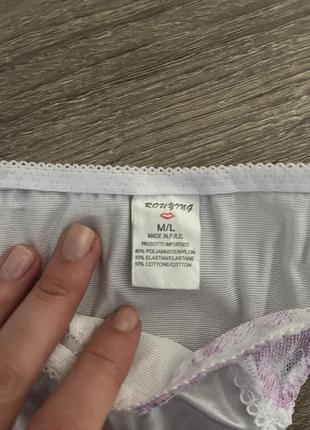 ROUYING
M/L
MADE IN.P.R.C.
PRODOTTO IMPORTATO
80% POLIAMMIDE/NYLON
10% ELASTAN/ELASTANE
10% COTTONE/COTTON